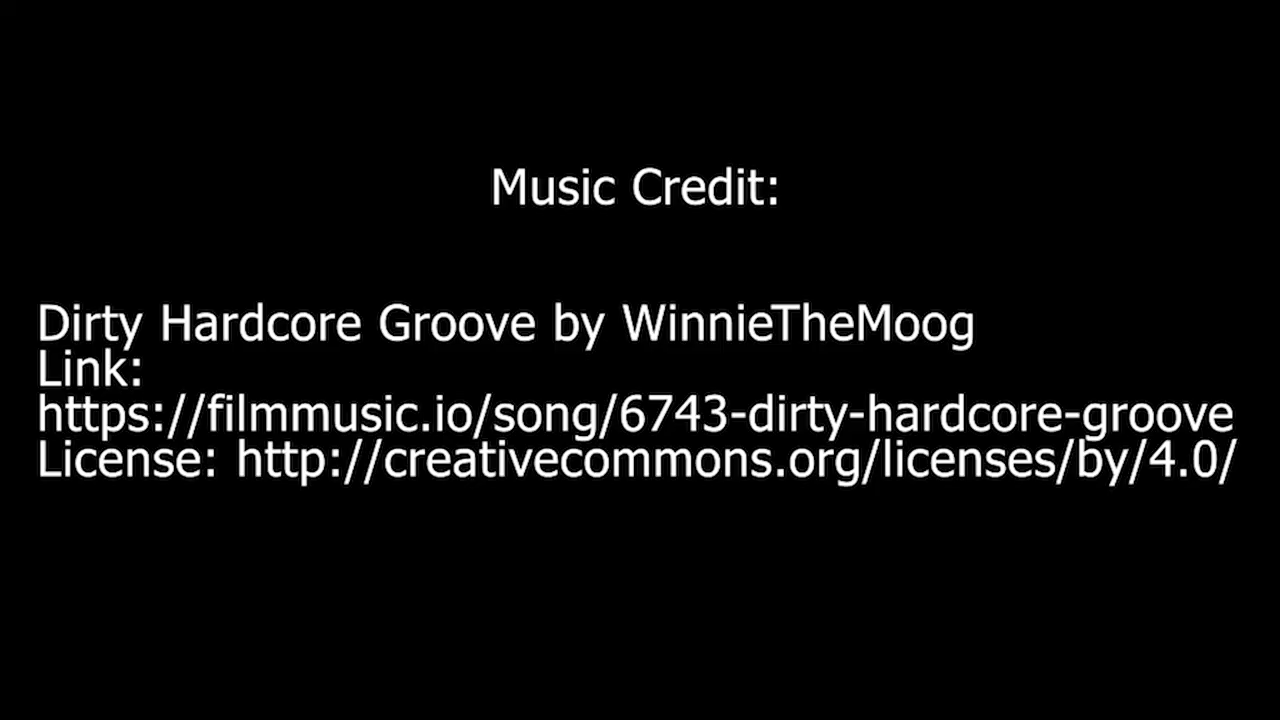 Music Credit:
Dirty Hardcore Groove by WinnieTheMoog
Link:
https://filmmusic.io/song/6743-dirty-hardcore-groove
License: http://creativecommons.org/licenses/by/4.0/